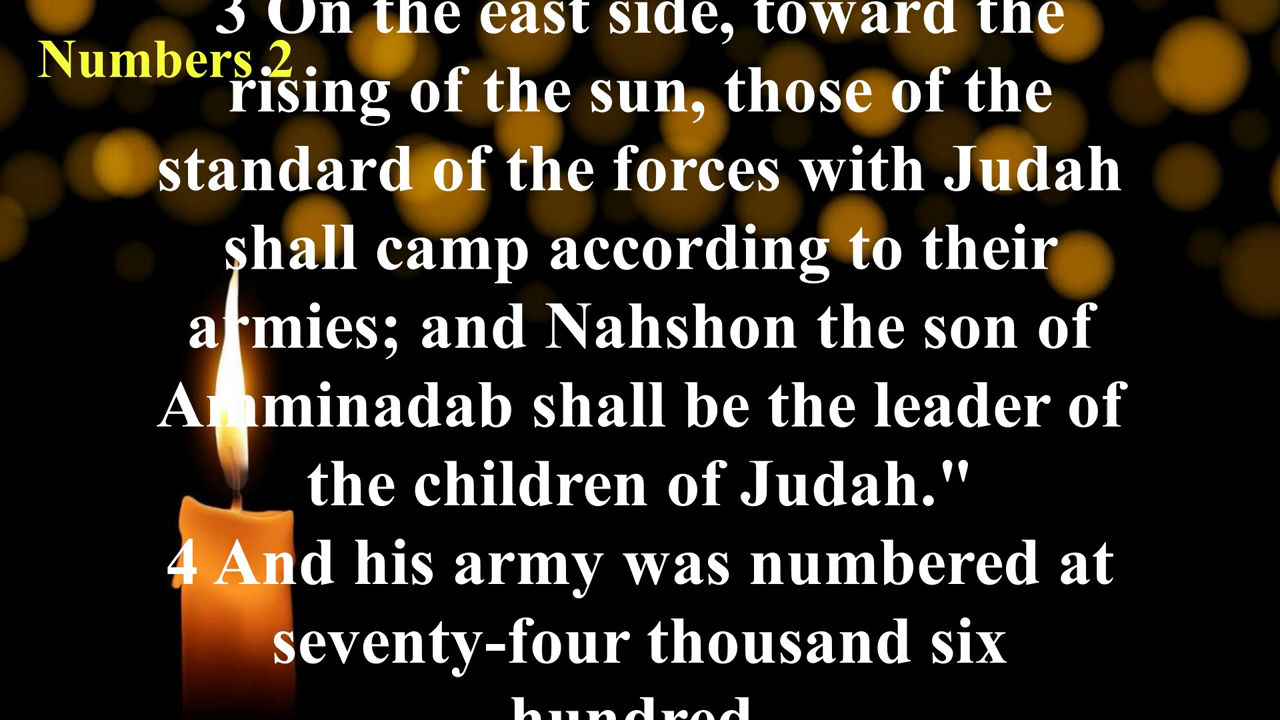 3 On the east side, toward the
Numbers 2
rising of the sun, those of the
standard of the forces with Judah
shall camp according to their
armies; and Nahshon the son of
Amminadab shall be the leader of
the children of Judah."
4 And his army was numbered at
seventy-four thousand six
hundred